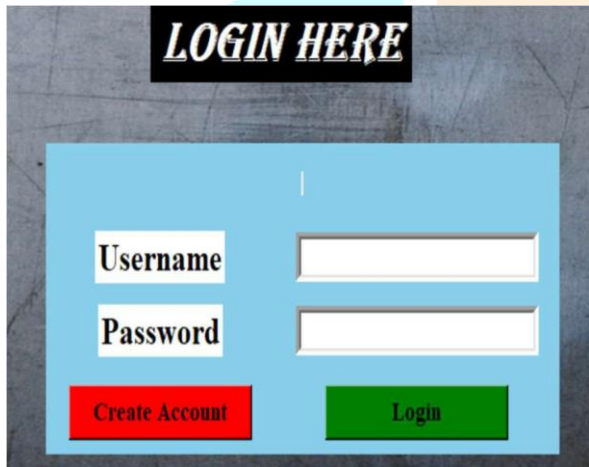 LOGIN HERE
Username
Password
Create Account
Login